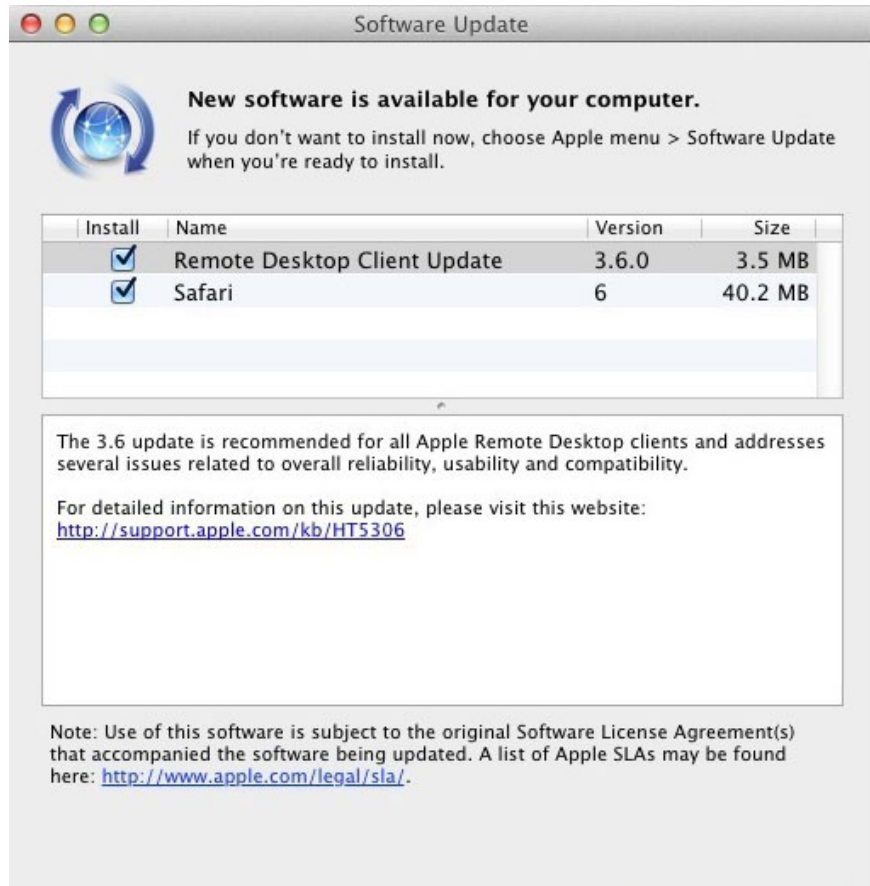 Software Update
New software is available for your computer.
If you don't want to install now, choose Apple menu > Software Update
when you're ready to install.
Install Name Version Size
Remote Desktop Client Update 3.6.0 3.5 MB
Safari 6 40.2 MB
The 3.6 update is recommended for all Apple Remote Desktop clients and addresses
several issues related to overall reliability, usability and compatibility.
For detailed information on this update, please visit this website:
http://support.apple.com/kb/HT5306
Note: Use of this software is subject to the original Software License Agreement(s)
that accompanied the software being updated. A list of Apple SLAs may be found
here: http://www.apple.com/legal/sla/.